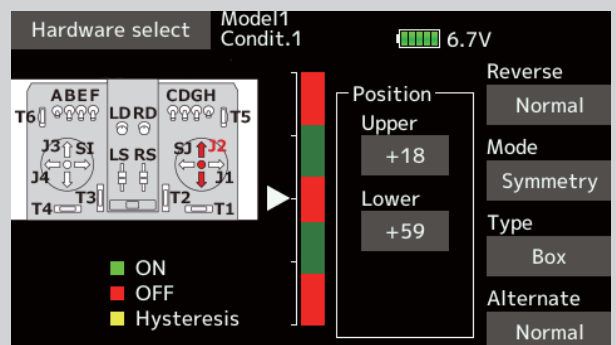 Hardware select
Model1
Condit.1
6.7V
ABEF
CDGH
T6
LD RD
T5
J3
SI
SJ
J2
LS RS
J4
J1
T3
T2
T4
T1
ON
OFF
Hysteresis
Position
Upper
+18
Lower
+59
Reverse
Normal
Mode
Symmetry
Type
Box
Alternate
Normal